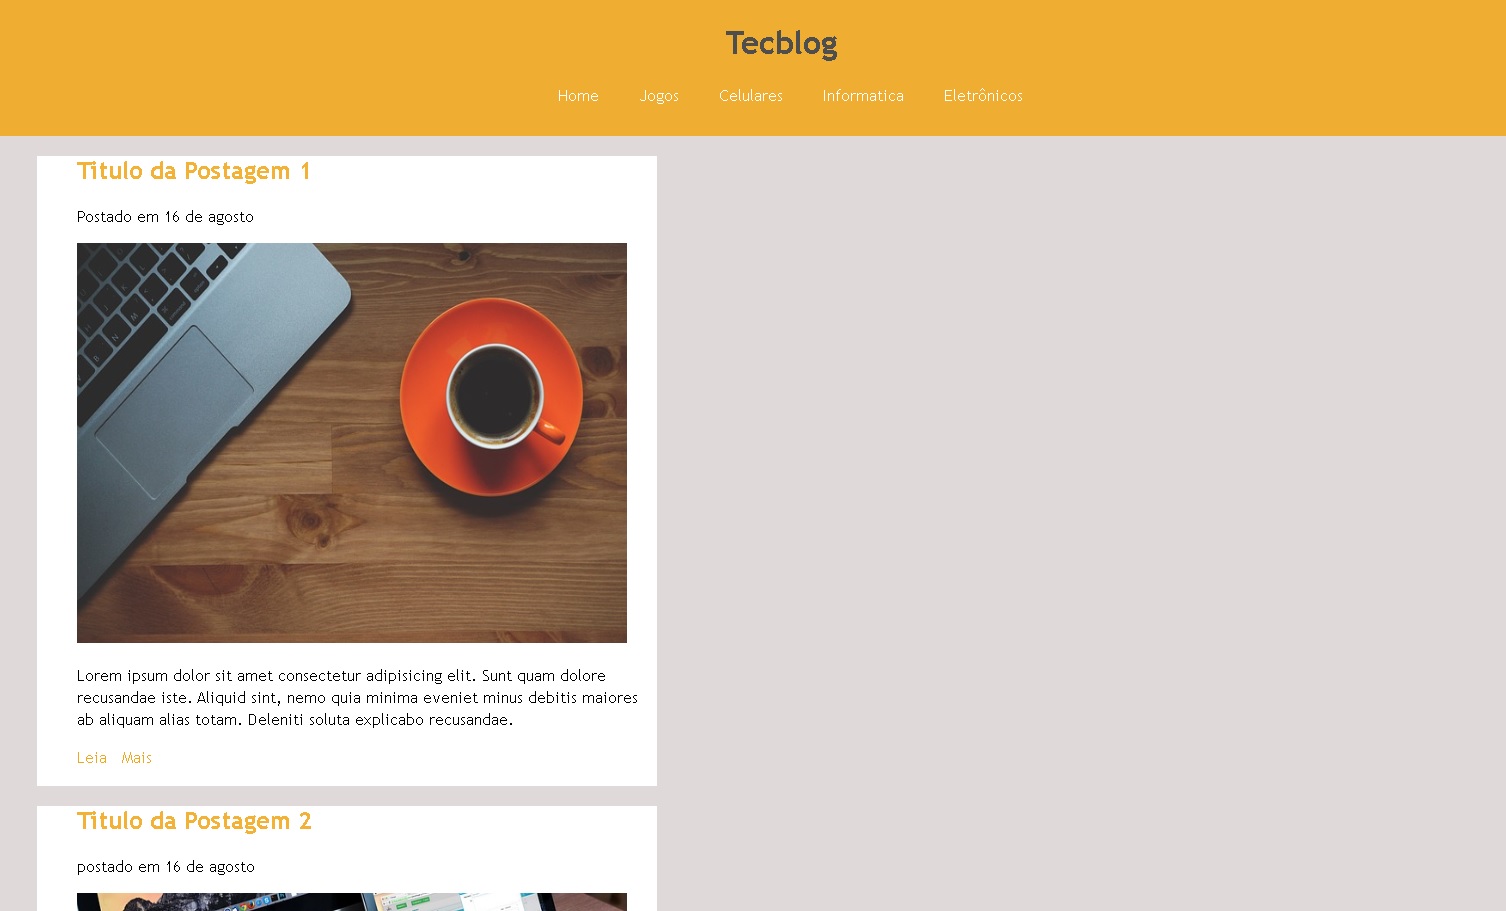 Tecblog
Home Jogos Celulares Informatica Eletrônicos
Titulo da Postagem 1
Postado em 16 de agosto
Lorem ipsum dolor sit amet consectetur adipisicing elit. Sunt quam dolore
recusandae iste. Aliquid sint, nemo quia minima eveniet minus debitis maiores
ab aliquam alias totam. Deleniti soluta explicabo recusandae.
Leia Mais
Titulo da Postagem 2
postado em 16 de agosto